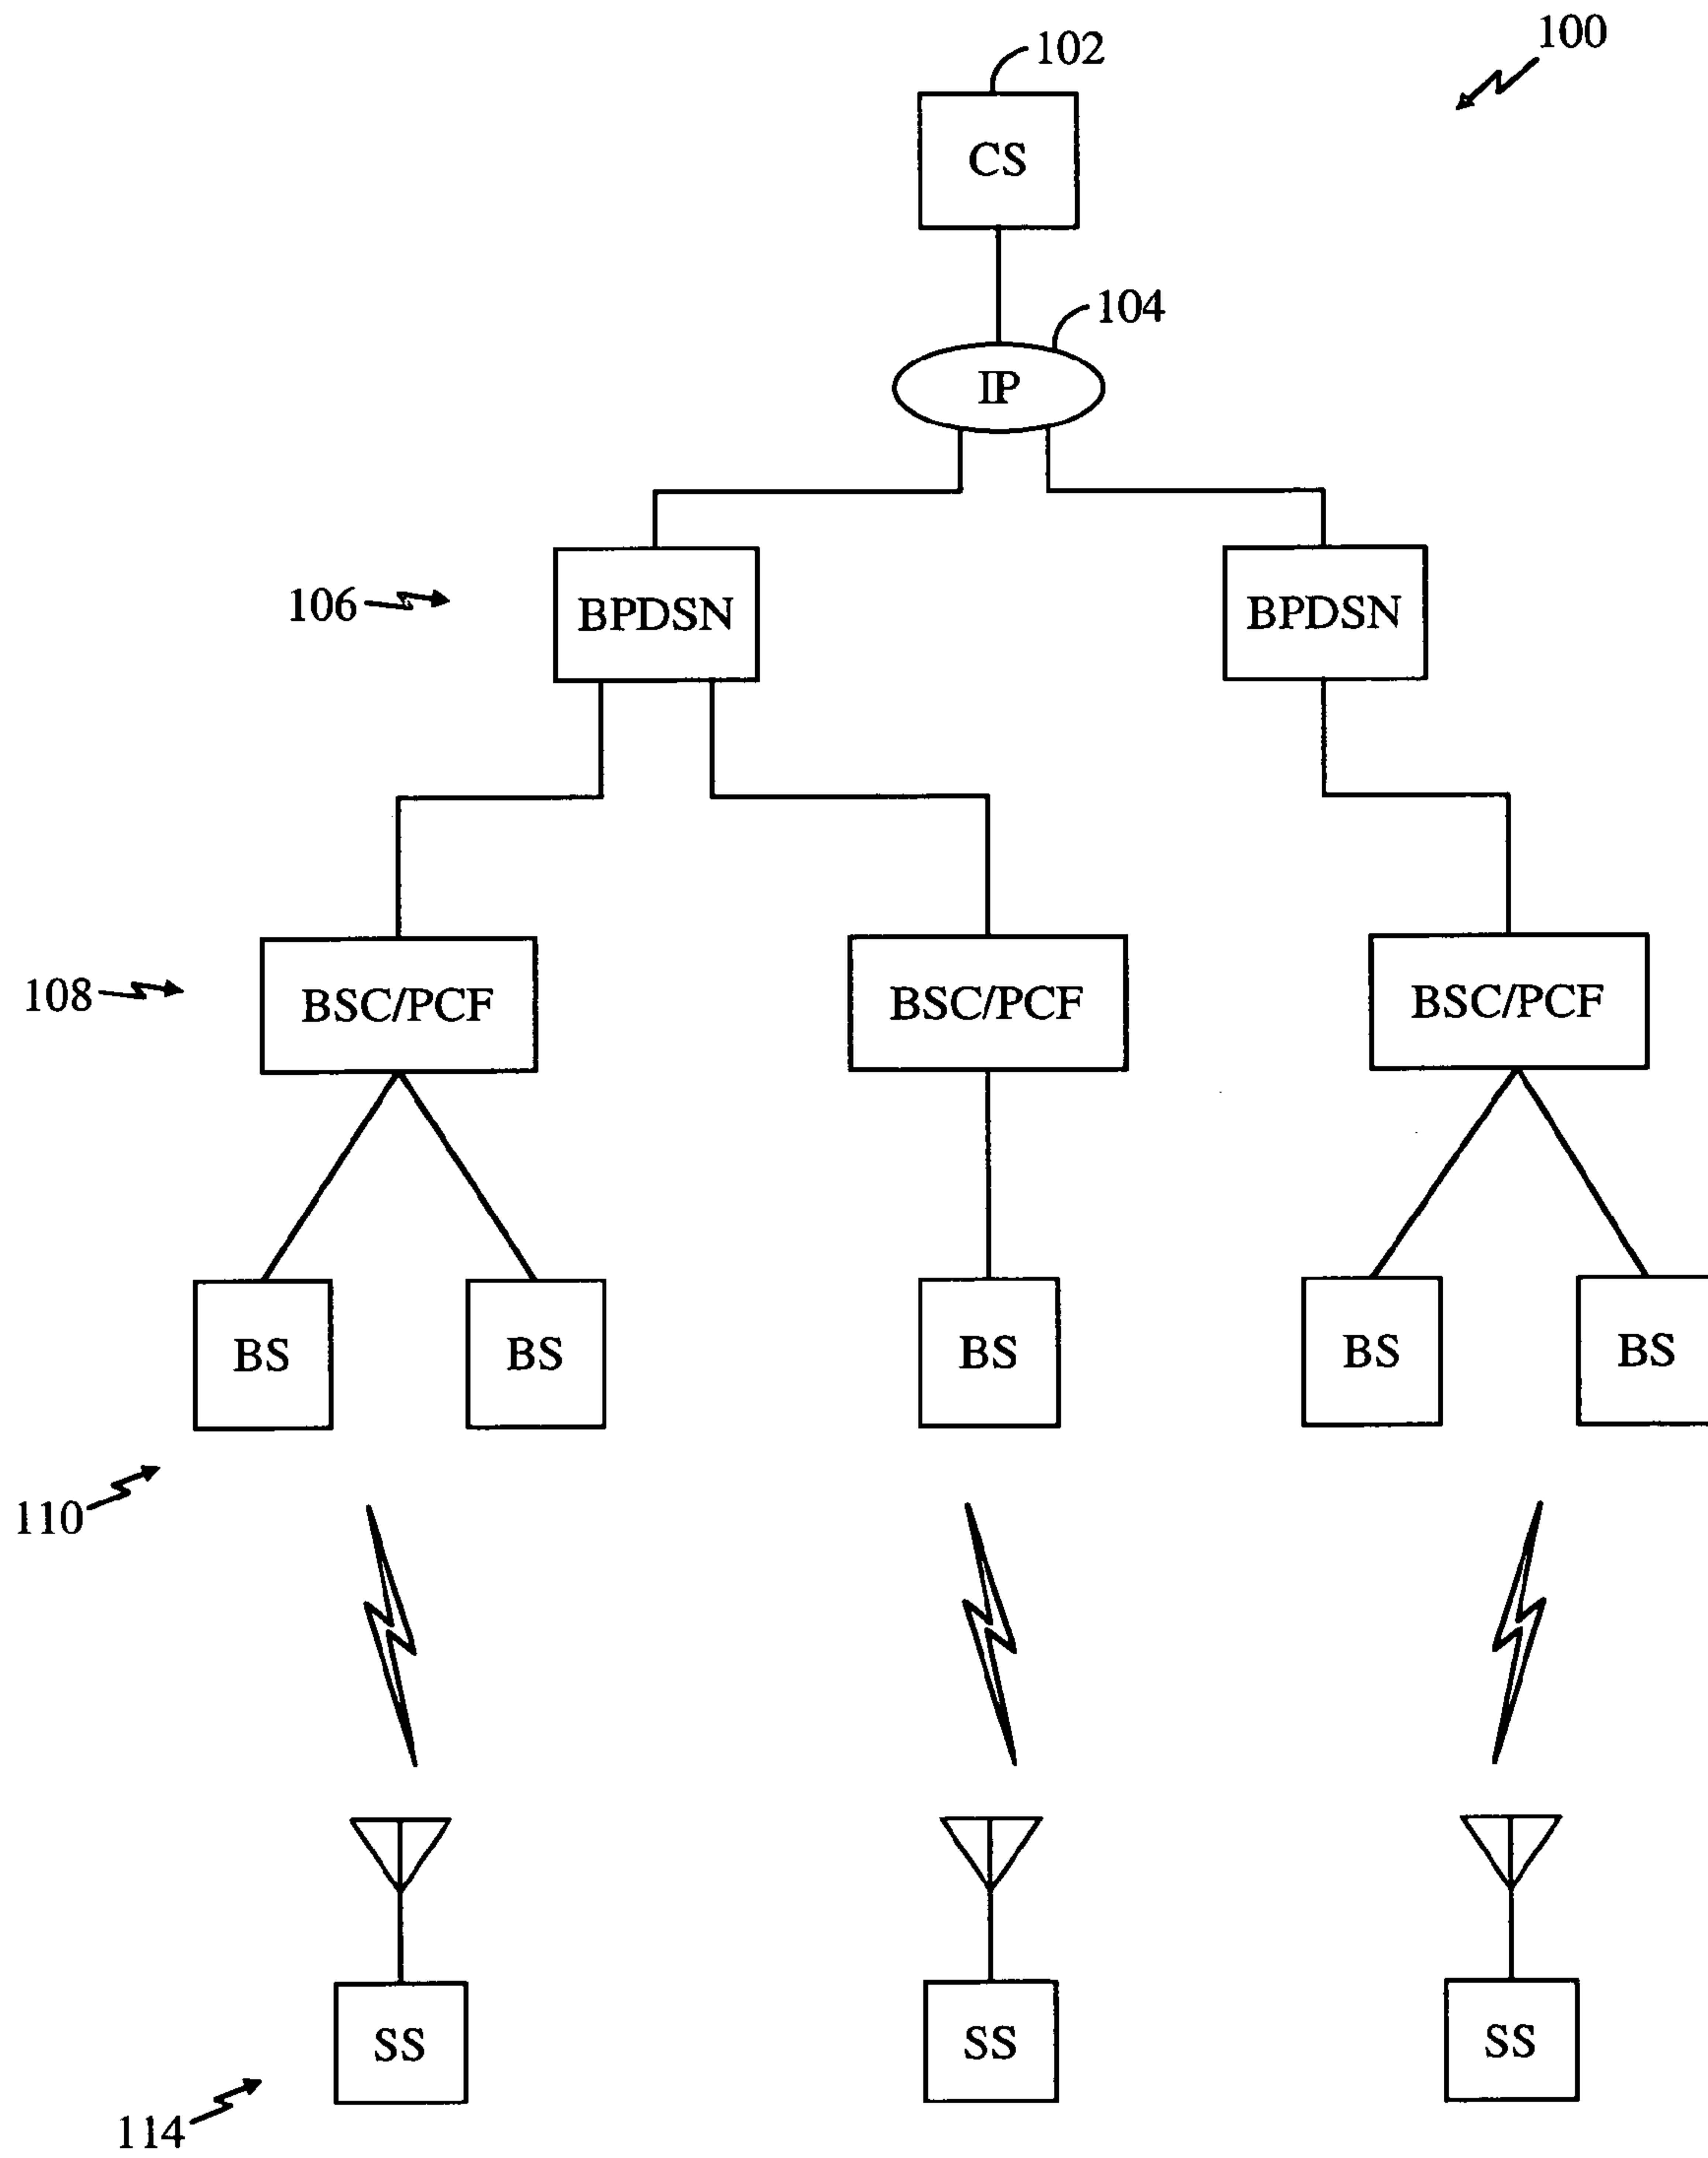 100
102
CS
104
IP
106
BPDSN
BPDSN
108
BSC/PCF
BSC/PCF
BSC/PCF
BS
BS
BS
BS
BS
110
SS
SS
SS
114